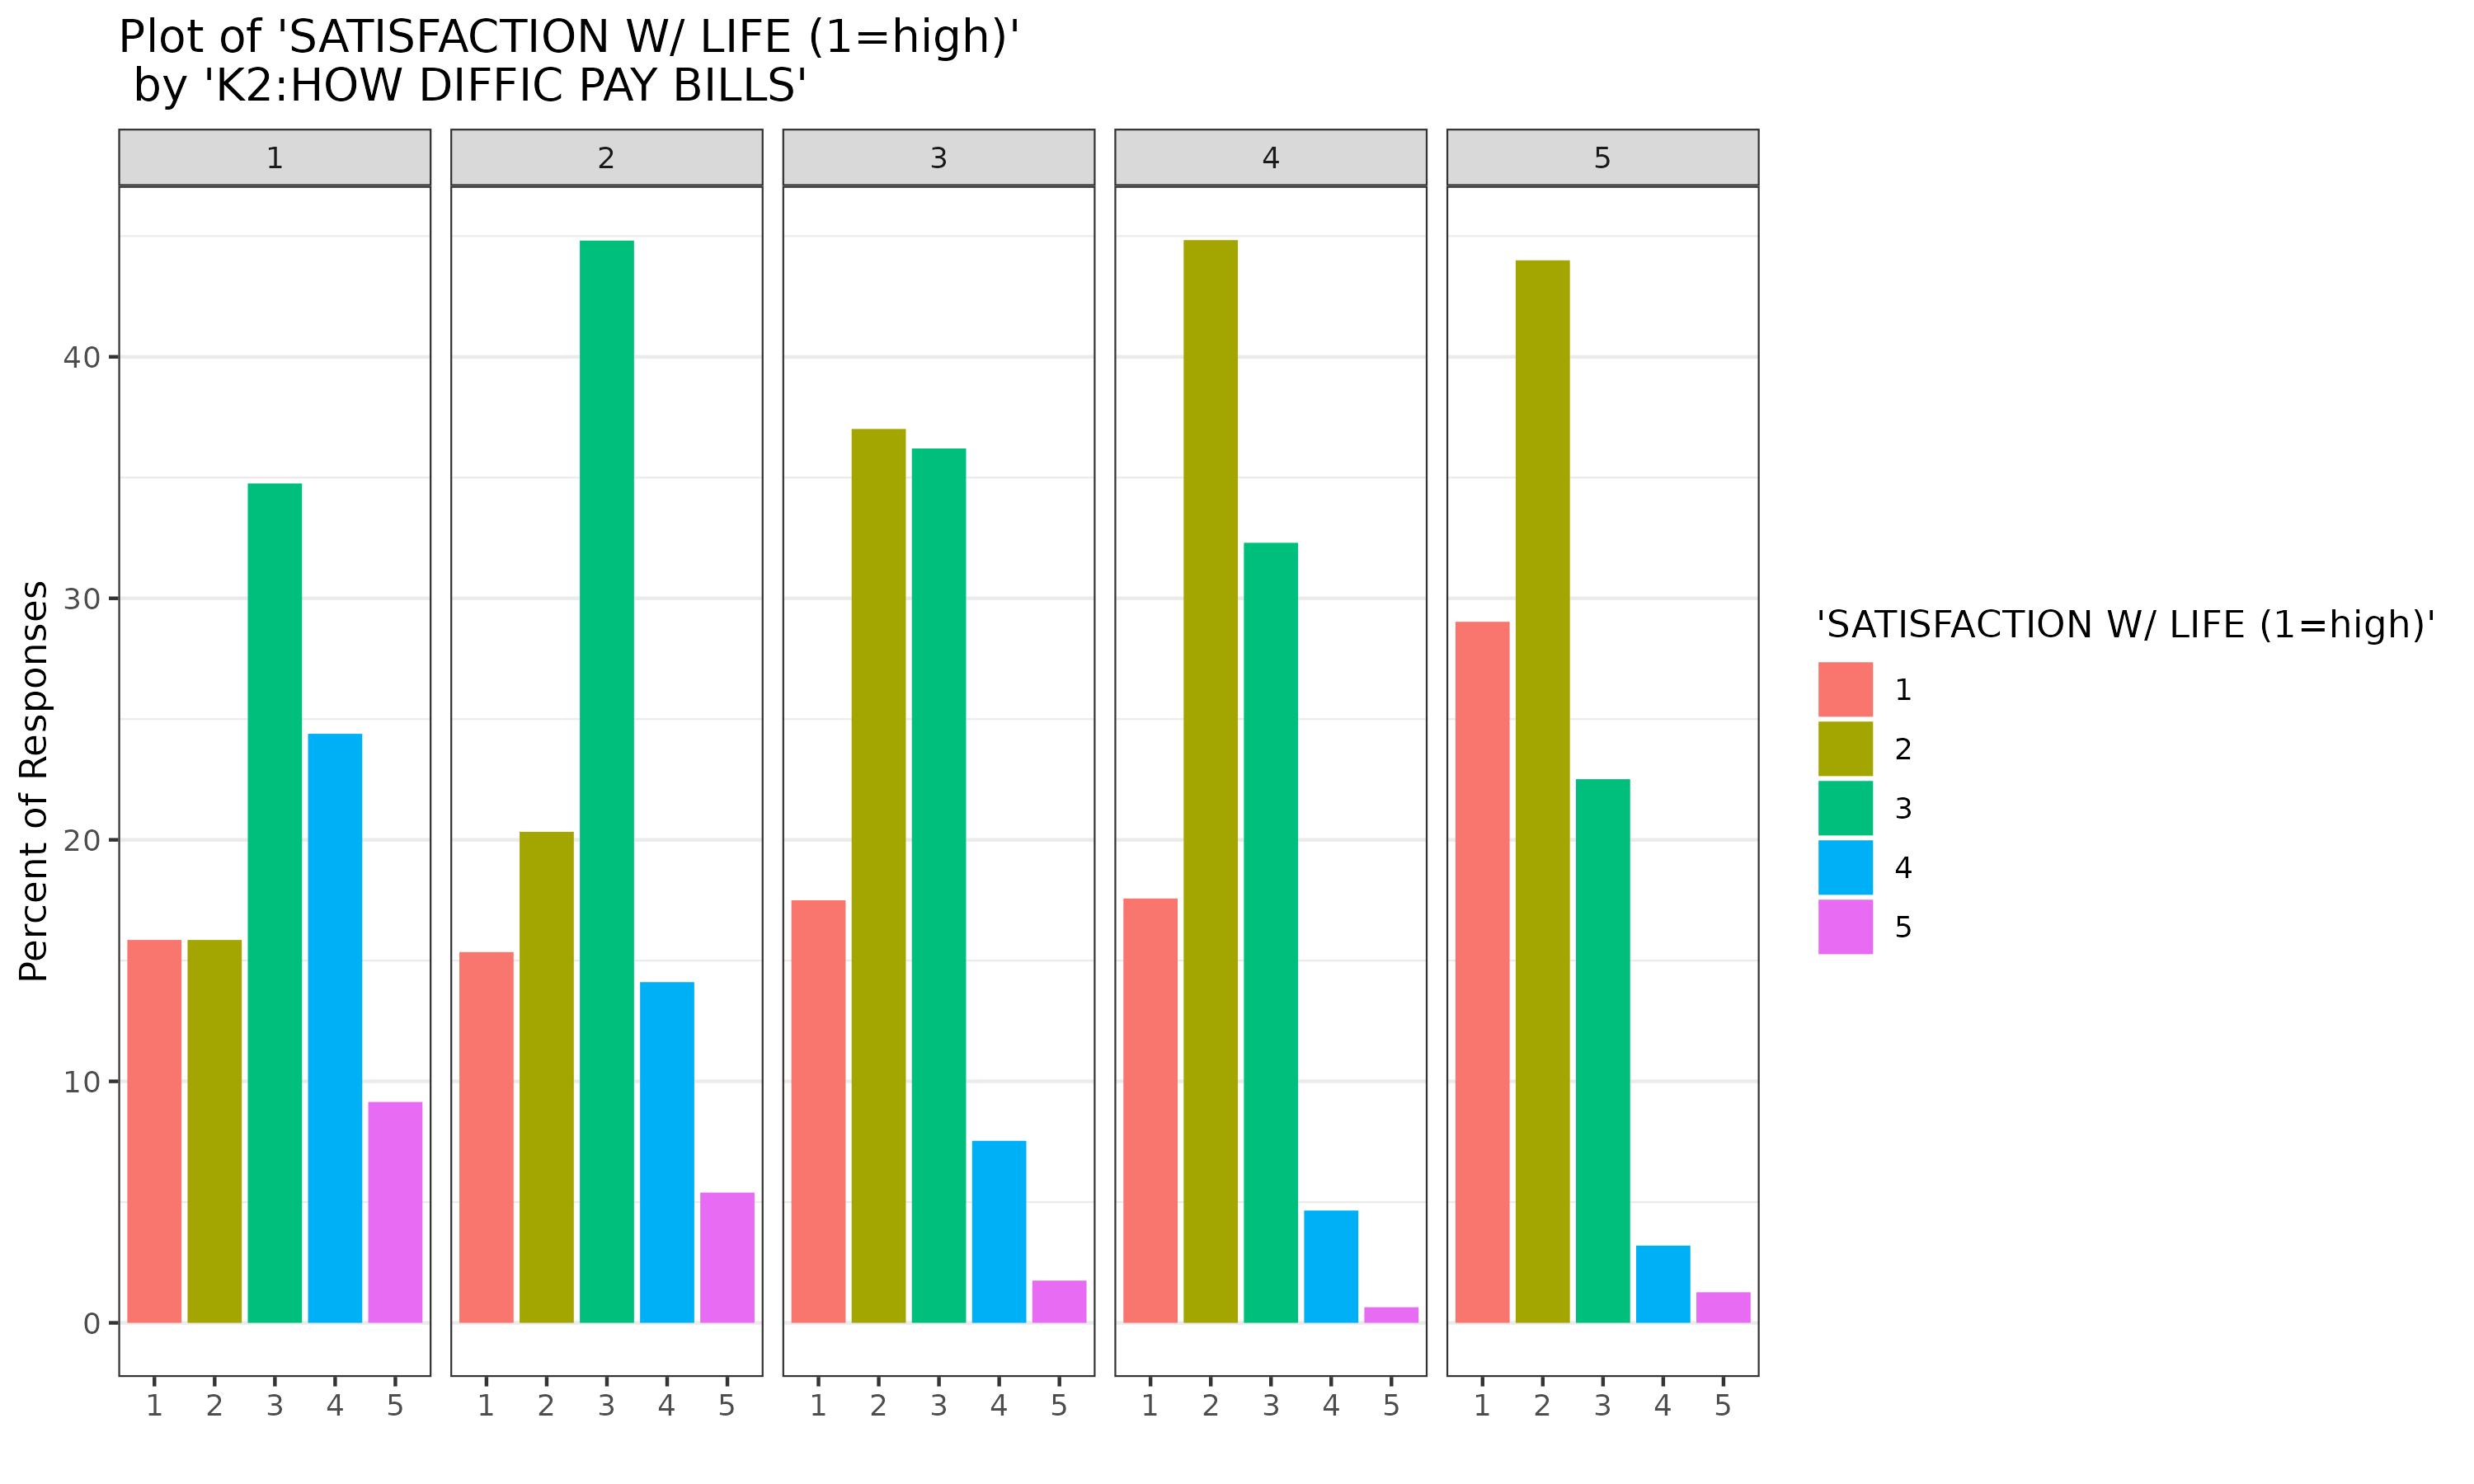 Plot of 'SATISFACTION W/ LIFE (1=high)'
by 'K2:HOW DIFFIC PAY BILLS'
1 2 3 4 5
40
30
20
10
0
Percent of Responses
1 2 3 4 5 1 2 3 4 5 1 2 3 4 5 1 2 3 4 5 1 2 3 4 5
'SATISFACTION W/ LIFE (1=high)'
1
2
3
4
5